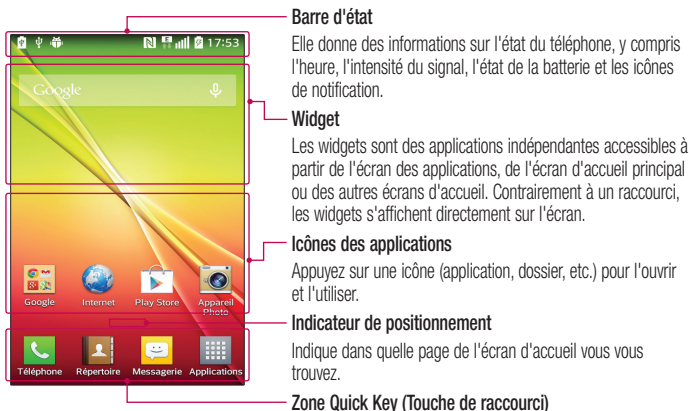 Barre d'état
17:53
Elle donne des informations sur l'état du téléphone, y compris
l'heure, l'intensité du signal, l'état de la batterie et les icônes
de notification.
Google
Widget
Les widgets sont des applications indépendantes accessibles à
partir de l'écran des applications, de l'écran d'accueil principal
ou des autres écrans d'accueil. Contrairement à un raccourci,
les widgets s'affichent directement sur l'écran.
Icônes des applications
Appuyez sur une icône (application, dossier, etc.) pour l'ouvrir
et l'utiliser.
Google Internet Play Store Appareil
Photo
Indicateur de positionnement
Indique dans quelle page de l'écran d'accueil vous vous
trouvez.
Téléphone Répertoire Messagerie Applications
Zone Quick Key (Touche de raccourci)